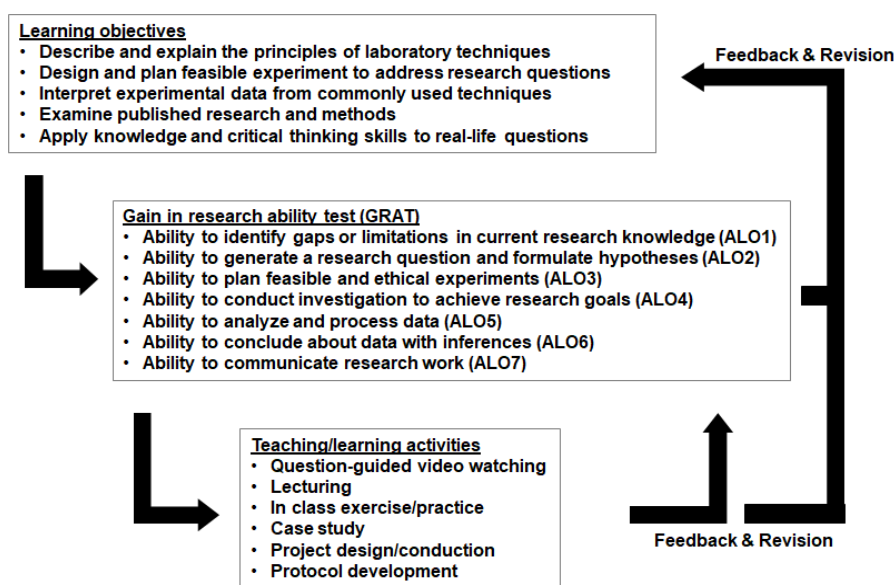 Learning objectives
• Describe and explain the principles of laboratory techniques
• Design and plan feasible experiment to address research questions
• Interpret experimental data from commonly used techniques
• Examine published research and methods
• Apply knowledge and critical thinking skills to real-life questions
Feedback & Revision
Gain in research ability test (GRAT)
• Ability to identify gaps or limitations in current research knowledge (ALO1)
• Ability to generate a research question and formulate hypotheses (ALO2)
• Ability to plan feasible and ethical experiments (ALO3)
• Ability to conduct investigation to achieve research goals (ALO4)
• Ability to analyze and process data (ALO5)
• Ability to conclude about data with inferences (ALO6)
• Ability to communicate research work (ALO7)
Teaching/learning activities
• Question-guided video watching
• Lecturing
• In class exercise/practice
• Case study
• Project design/conduction
• Protocol development
Feedback & Revision